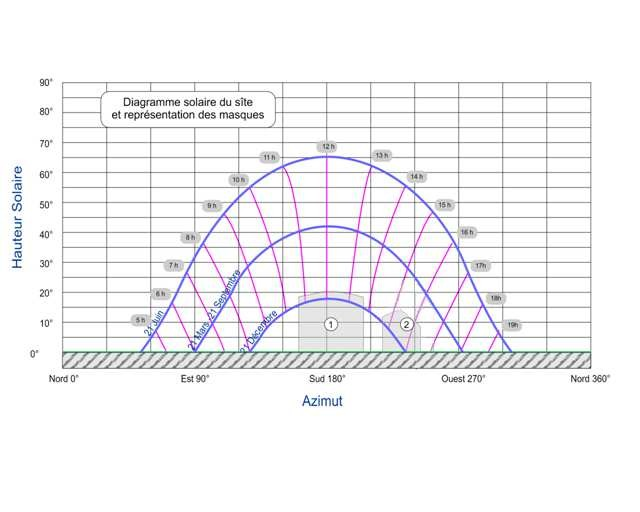 90°
Diagramme solaire du sîte
et représentation des masques
80°
70°
12 h
11 h
13 h
60°
10 h
14 h
50°
9 h
15 h
Hauteur Solaire
40°
8 h
16 h
30°
7 h
17h
20°
6 h
18h
10°
5 h
21 Juin
21 Mars /21 Septembre
21 Décembre
1
2
19h
0°
Nord 0°
Est 90°
Sud 180°
Ouest 270°
Nord 360°
Azimut